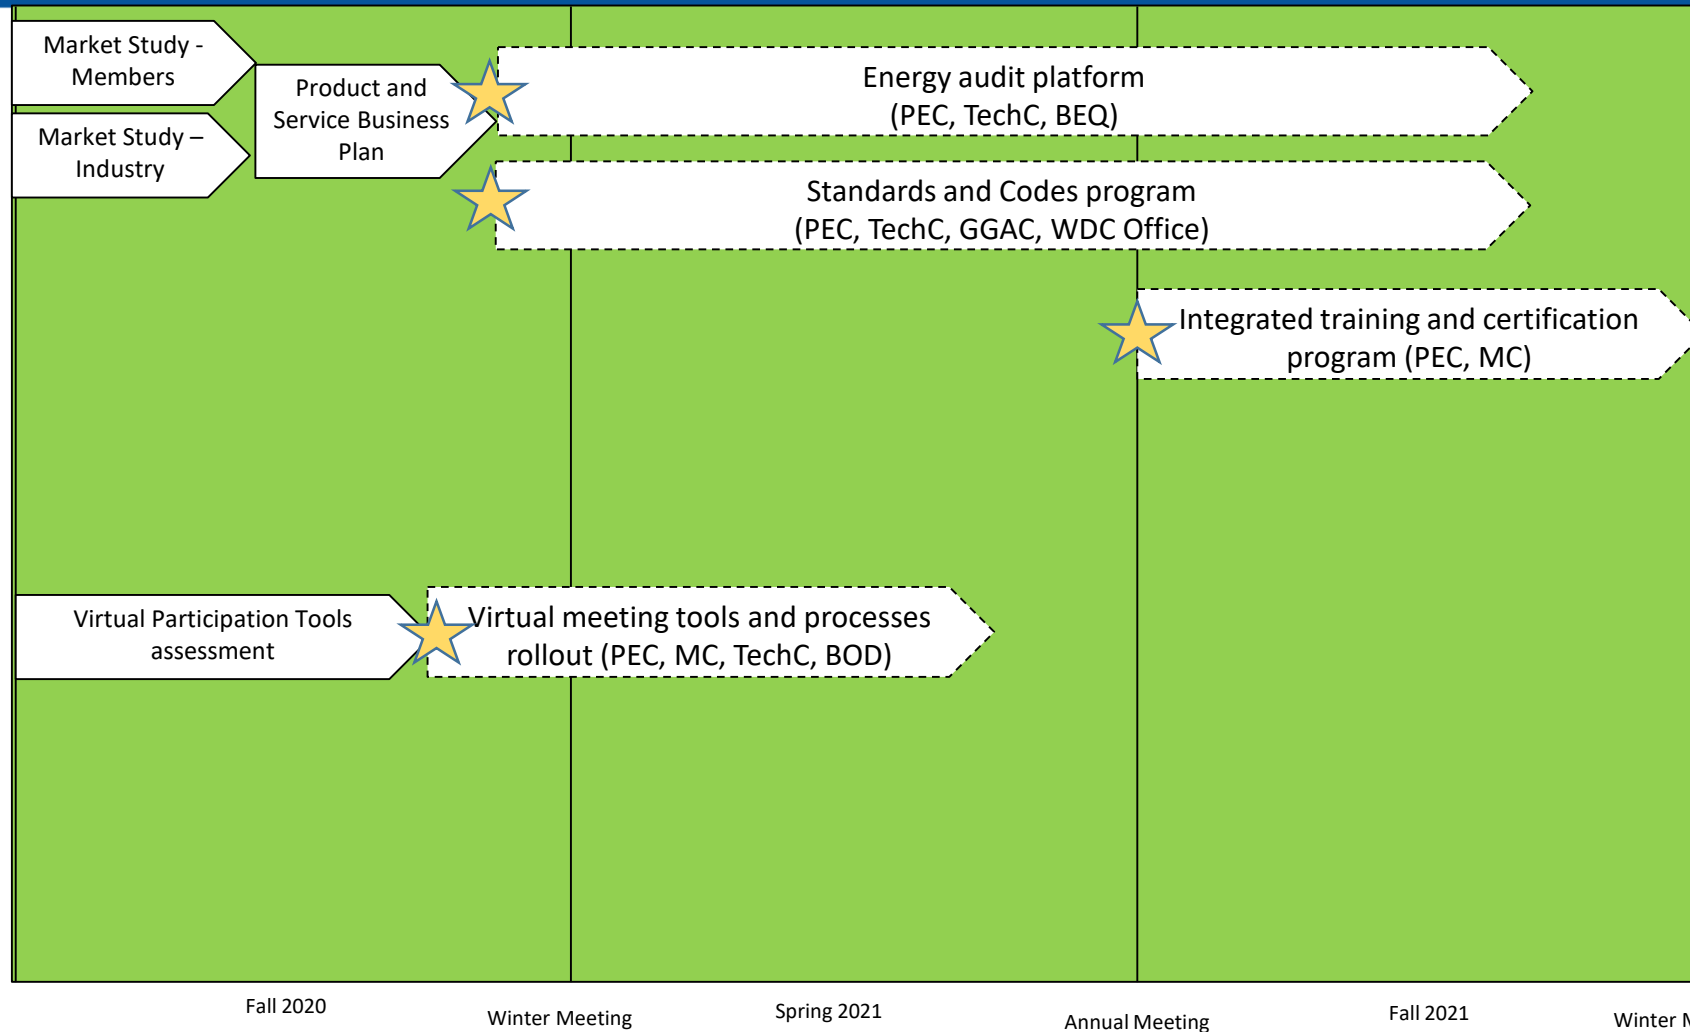 Market Study -
Members
Market Study –
Industry
Product and
Service Business
Plan
Energy audit platform
(PEC, TechC, BEQ)
Standards and Codes program
(PEC, TechC, GGAC, WDC Office)
Integrated training and certification
program (PEC, MC)
Virtual Participation Tools
assessment
Virtual meeting tools and processes
rollout (PEC, MC, TechC, BOD)
Fall 2020
Winter Meeting
Spring 2021
Annual Meeting
Fall 2021
Winter